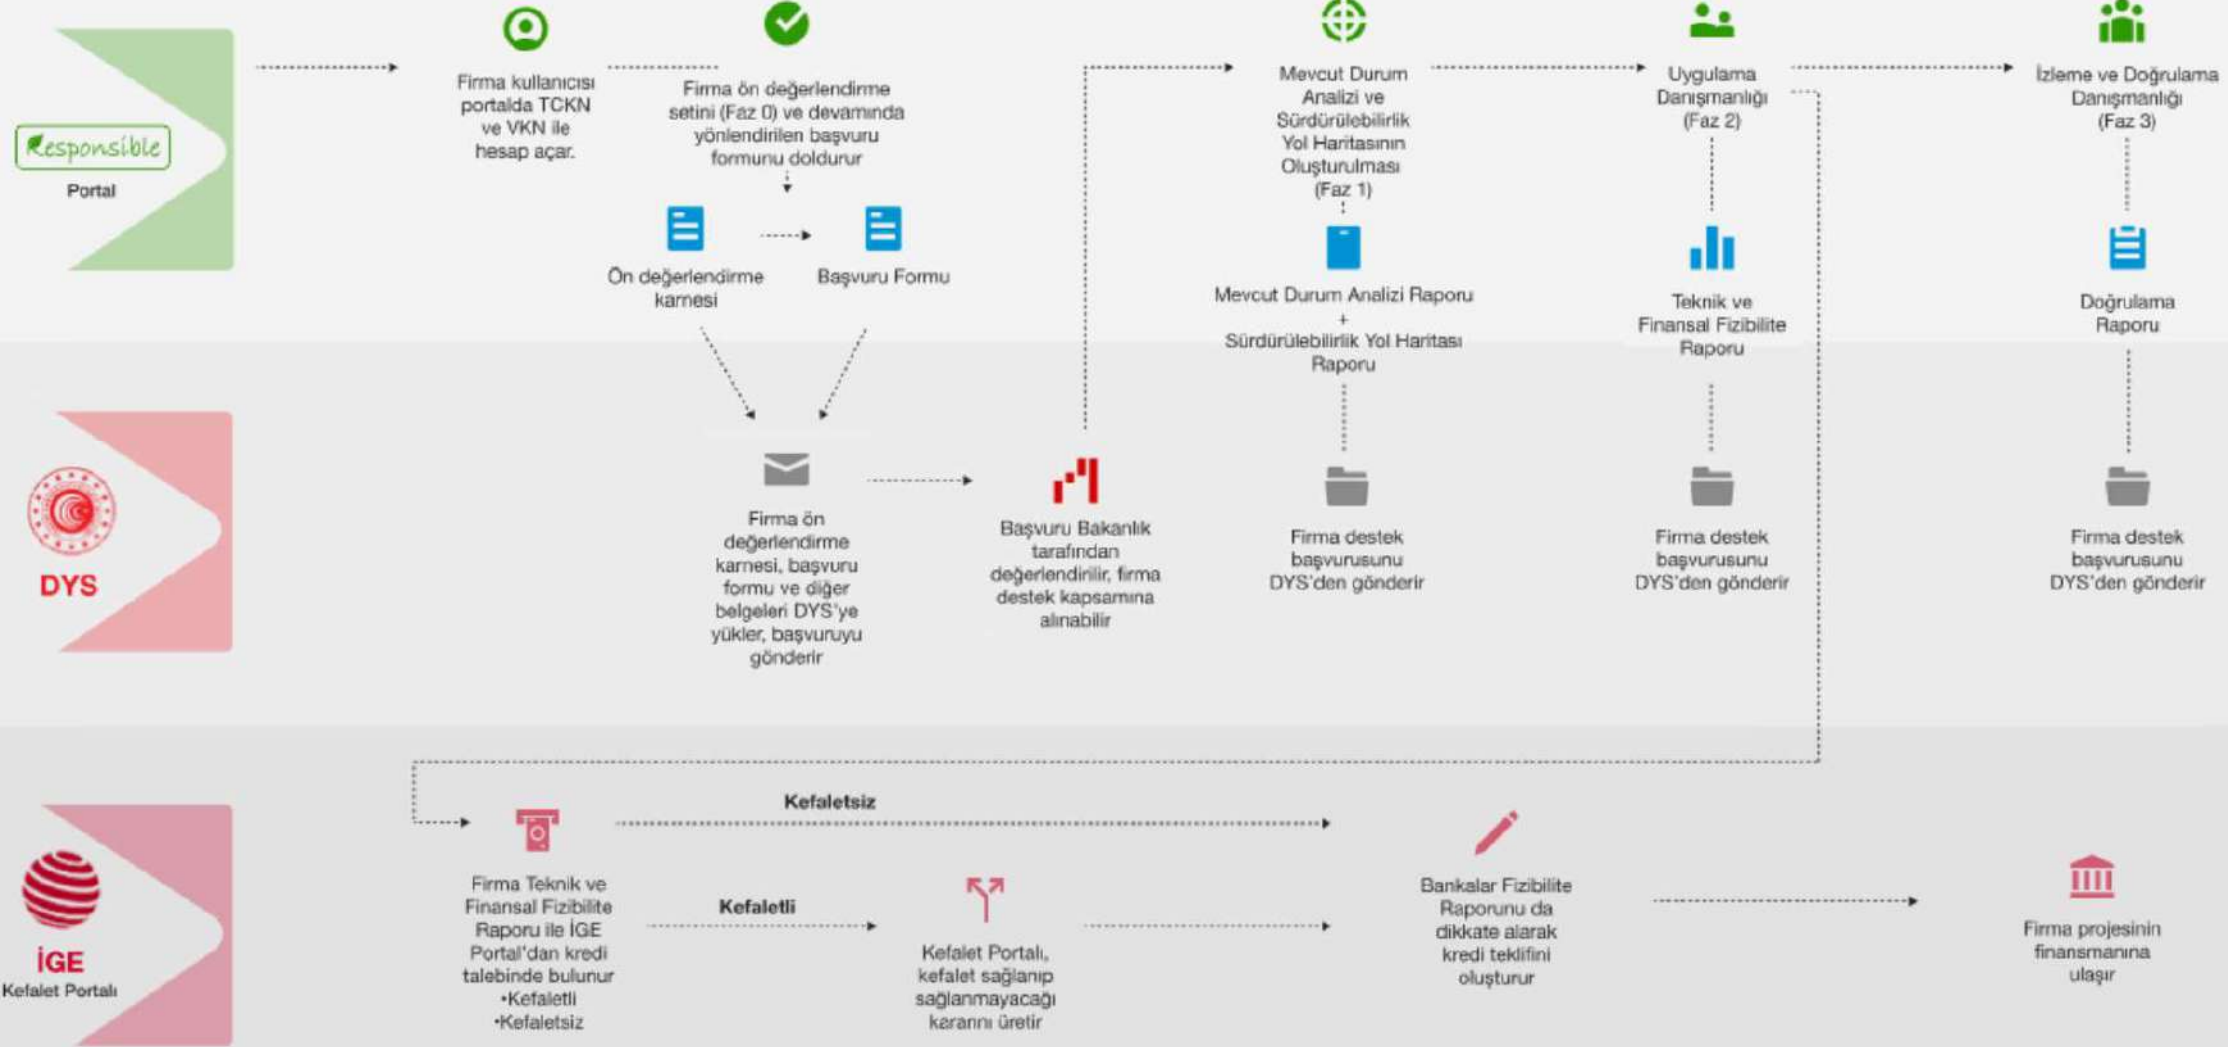 Responsible
Portal
Firma kullanıcısı
portalda TCKN
ve VKN ile
hesap açar.
Firma ön değerlendirme
setini (Faz 0) ve devamında
yönlendirilen başvuru
formunu doldurur
Ön değerlendirme
karnesi
Başvuru Formu
Mevcut Durum
Analizi ve
Sürdürülebilirlik
Yol Haritasının
Oluşturulması
(Faz 1)
Mevcut Durum Analizi Raporu
+
Sürdürülebilirlik Yol Haritası
Raporu
Uygulama
Danışmanlığı
(Faz 2)
Teknik ve
Finansal Fizibilite
Raporu
İzleme ve Doğrulama
Danışmanlığı
(Faz 3)
Doğrulama
Raporu
DYS
Firma ön
değerlendirme
karnesi, başvuru
formu ve diğer
belgeleri DYS'ye
yükler, başvuruyu
gönderir
Başvuru Bakanlık
tarafından
değerlendirilir, firma
destek kapsamına
alınabilir
Firma destek
başvurusunu
DYS'den gönderir
Firma destek
başvurusunu
DYS'den gönderir
Firma destek
başvurusunu
DYS'den gönderir
İGE
Kefalet Portalı
Firma Teknik ve
Finansal Fizibilite
Raporu ile İGE
Portal'dan kredi
talebinde bulunur
•Kefaletli
•Kefaletsiz
Kefaletsiz
Kefaletli
Kefalet Portalı,
kefalet sağlanıp
sağlanmayacağı
kararını üretir
Bankalar Fizibilite
Raporunu da
dikkate alarak
kredi teklifini
oluşturur
Firma projesinin
finansmanına
ulaşır